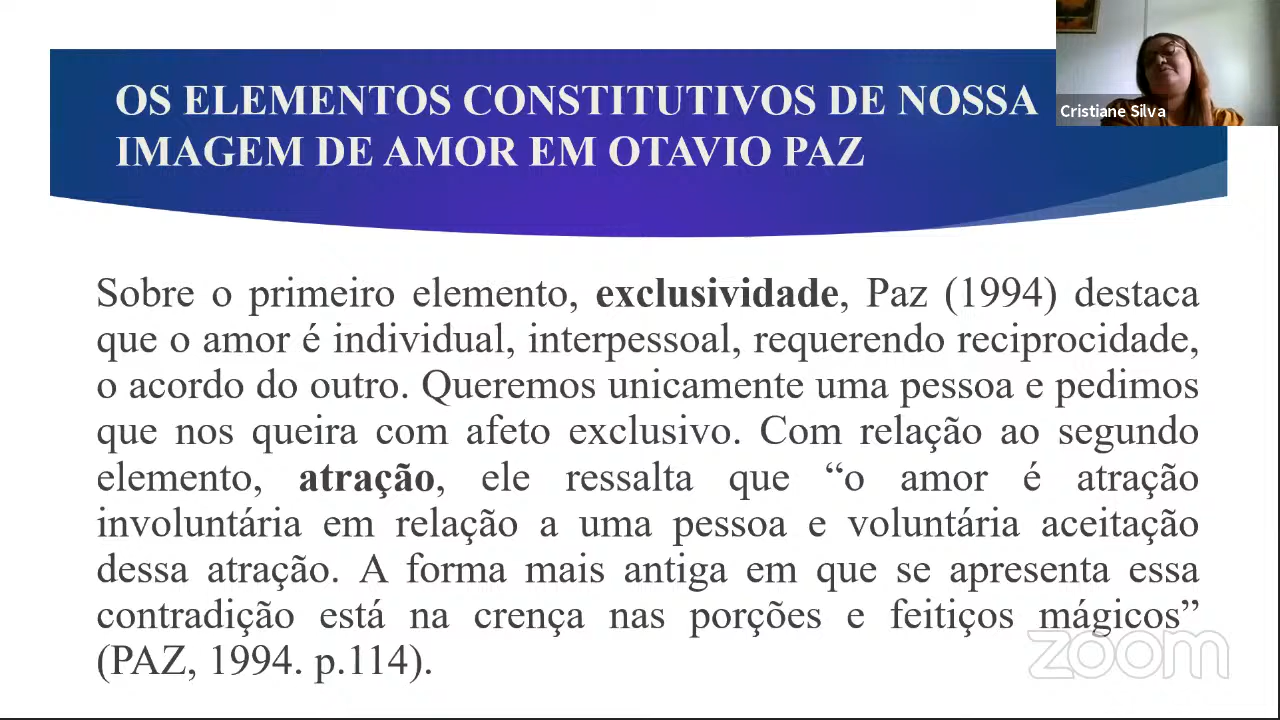 OS ELEMENTOS CONSTITUTIVOS DE NOSSA
IMAGEM DE AMOR EM OTAVIO PAZ
Cristiane Silva
Sobre o primeiro elemento, exclusividade, Paz (1994) destaca
que o amor é individual, interpessoal, requerendo reciprocidade,
o acordo do outro. Queremos unicamente uma pessoa e pedimos
que nos queira com afeto exclusivo. Com relação ao segundo
elemento, atração, ele ressalta que “o amor é atração
involuntária em relação a uma pessoa e voluntária aceitação
dessa atração. A forma mais antiga em que se apresenta essa
contradição está na crença nas porções e feitiços mágicos”
(PAZ, 1994. p.114).
zoom